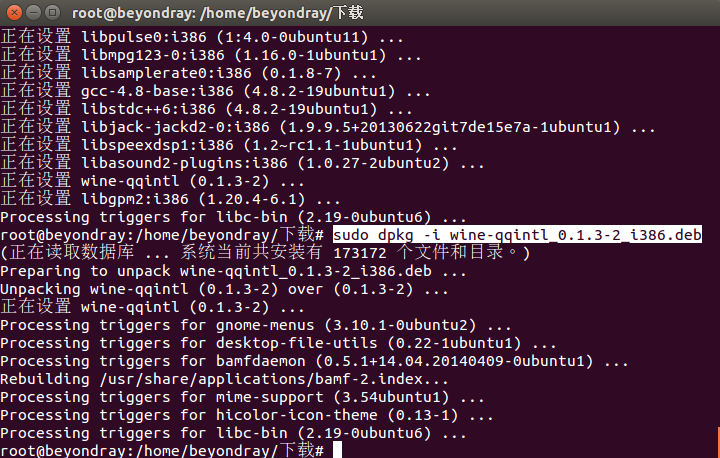 root@beyondray: /home/beyondray/下载
正在设置 libpulse0:i386 (1:4.0-0ubuntu11) ...
正在设置 libmpg123-0:i386 (1.16.0-1ubuntu1) ...
正在设置 libsamplerate0:i386 (0.1.8-7) ...
正在设置 gcc-4.8-base:i386 (4.8.2-19ubuntu1) ...
正在设置 libstdc++6:i386 (4.8.2-19ubuntu1) ...
正在设置 libjack-jackd2-0:i386 (1.9.9.5+20130622git7de15e7a-1ubuntu1) ...
正在设置 libspeexdsp1:i386 (1.2~rc1.1-1ubuntu1) ...
正在设置 libasound2-plugins:i386 (1.0.27-2ubuntu2) ...
正在设置 wine-qqintl (0.1.3-2) ...
正在设置 libgpm2:i386 (1.20.4-6.1) ...
Processing triggers for libc-bin (2.19-0ubuntu6) ...
root@beyondray:/home/beyondray/下载# sudo dpkg -i wine-qqintl_0.1.3-2_i386.deb
(正在读取数据库 ... 系统当前共安装有 173172 个文件和目录。)
Preparing to unpack wine-qqintl_0.1.3-2_i386.deb ...
Unpacking wine-qqintl (0.1.3-2) over (0.1.3-2) ...
正在设置 wine-qqintl (0.1.3-2) ...
Processing triggers for gnome-menus (3.10.1-0ubuntu2) ...
Processing triggers for desktop-file-utils (0.22-1ubuntu1) ...
Processing triggers for bamfdaemon (0.5.1+14.04.20140409-0ubuntu1) ...
Rebuilding /usr/share/applications/bamf-2.index...
Processing triggers for mime-support (3.54ubuntu1) ...
Processing triggers for hicolor-icon-theme (0.13-1) ...
Processing triggers for libc-bin (2.19-0ubuntu6) ...
root@beyondray:/home/beyondray/下载#